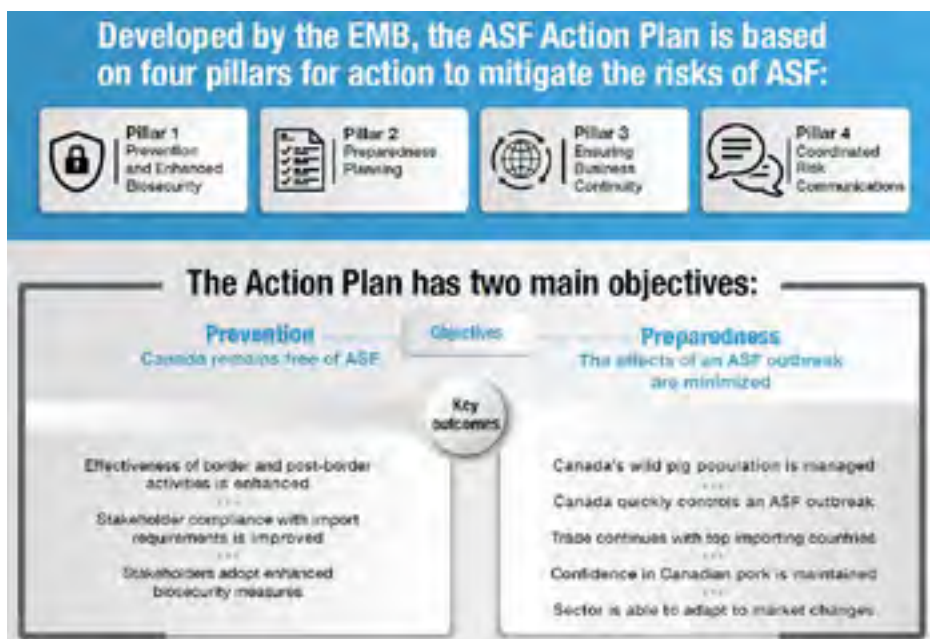 Developed by the EMB, the ASF Action Plan is based
on four pillars for action to mitigate the risks of ASF:
Pillar 1
Prevention
and Enhanced
Biosecurity
Pillar 2
Preparedness
Planning
Pillar 3
Ensuring
Business
Continuity
Pillar 4
Coordinated
Risk
Communications
The Action Plan has two main objectives:
Prevention
Canada remains free of ASF
Objectives
Preparedness
The effects of an ASF outbreak
are minimized
Key
outcomes
Effectiveness of border and post-border
activities is enhanced
Stakeholder compliance with import
requirements is improved
Stakeholders adopt enhanced
biosecurity measures
Canada's wild pig population is managed
Canada quickly controls an ASF outbreak
Trade continues with top importing countries
Confidence in Canadian pork is maintained
Sector is able to adapt to market changes